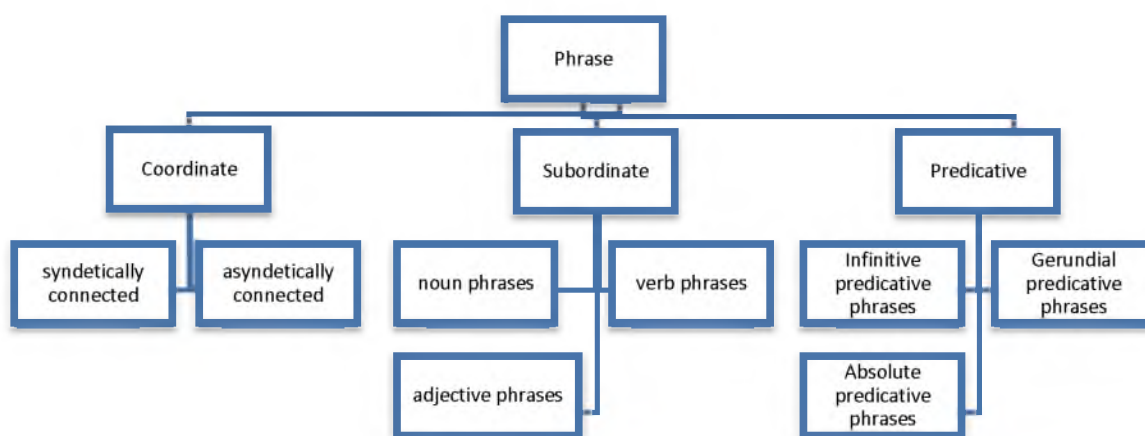 Phrase
Coordinate
Subordinate
Predicative
syndetically
connected
asyndetically
connected
noun phrases
verb phrases
Infinitive
predicative
phrases
Gerundial
predicative
phrases
adjective phrases
Absolute
predicative
phrases